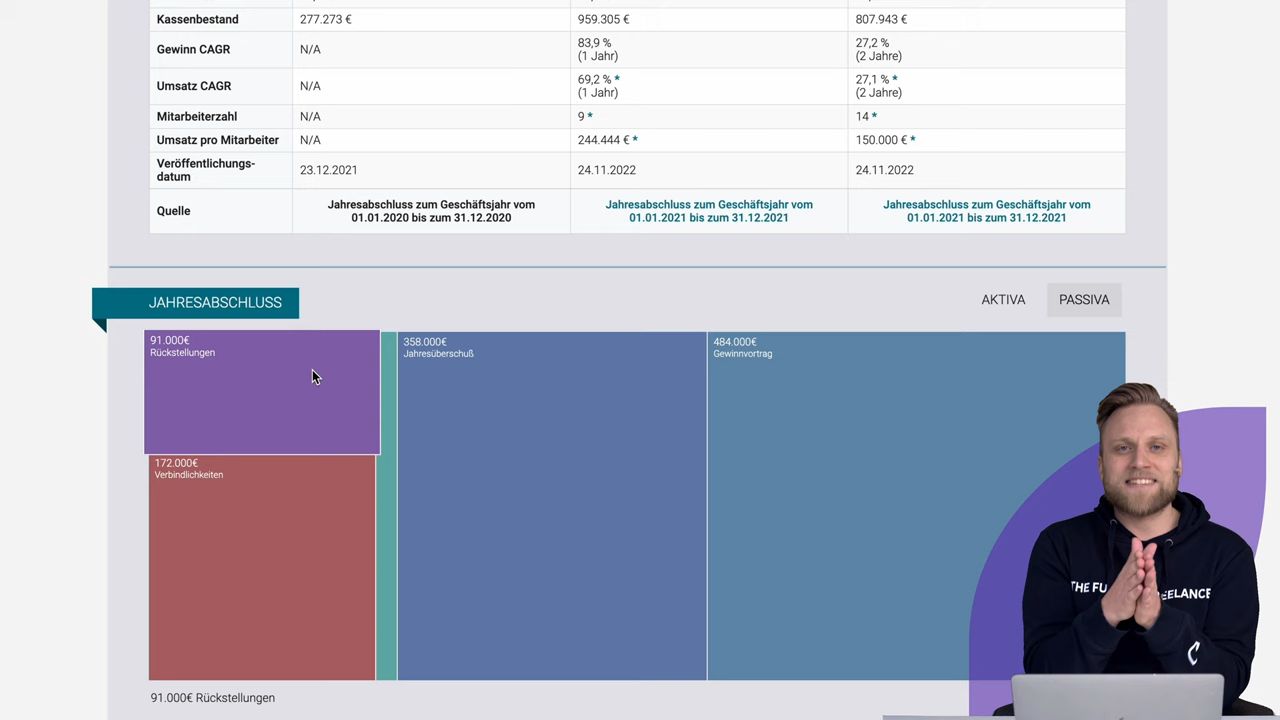 Kassenbestand 277.273 € 959.305 € 807.943 €
Gewinn CAGR N/A 83,9 % 27,2 %
(1 Jahr) (2 Jahre)
Umsatz CAGR N/A 69,2 % * 27,1 % *
(1 Jahr) (2 Jahre)
Mitarbeiterzahl N/A 9 * 14 *
Umsatz pro Mitarbeiter N/A 244.444 € * 150.000 € *
Veröffentlichungs-
datum 23.12.2021 24.11.2022 24.11.2022
Quelle
Jahresabschluss zum Geschäftsjahr vom
01.01.2020 bis zum 31.12.2020
Jahresabschluss zum Geschäftsjahr vom
01.01.2021 bis zum 31.12.2021
Jahresabschluss zum Geschäftsjahr vom
01.01.2021 bis zum 31.12.2021
JAHRESABSCHLUSS
AKTIVA PASSIVA
91.000€
Rückstellungen
358.000€
Jahresüberschuß
484.000€
Gewinnvortrag
172.000€
Verbindlichkeiten
91.000€ Rückstellungen
THE FU